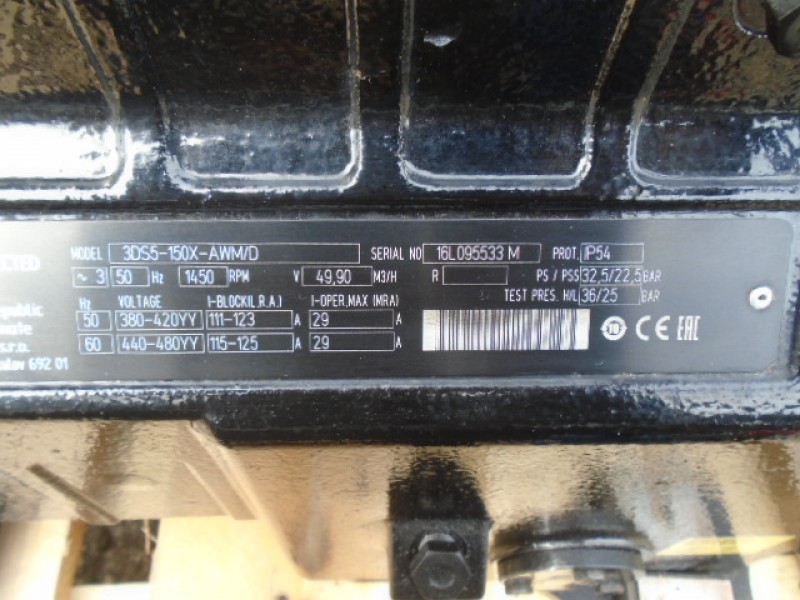 MODEL 3DS5-150X-AWM/D SERIAL NO 16L095533 M PROT. IP54
~ 3 50 Hz 1450 RPM V 49,90 M3/H R PS / PSS 32,5/22,5 BAR
TEST PRES. H/L 36/25 BAR
Hz VOLTAGE I-BLOCK(L.R.A.) I-OPER.MAX (MRA)
50 380-420YY 111-123 A 29 A
60 440-480YY 115-125 A 29 A
CE EAC
s.r.o.
692 01